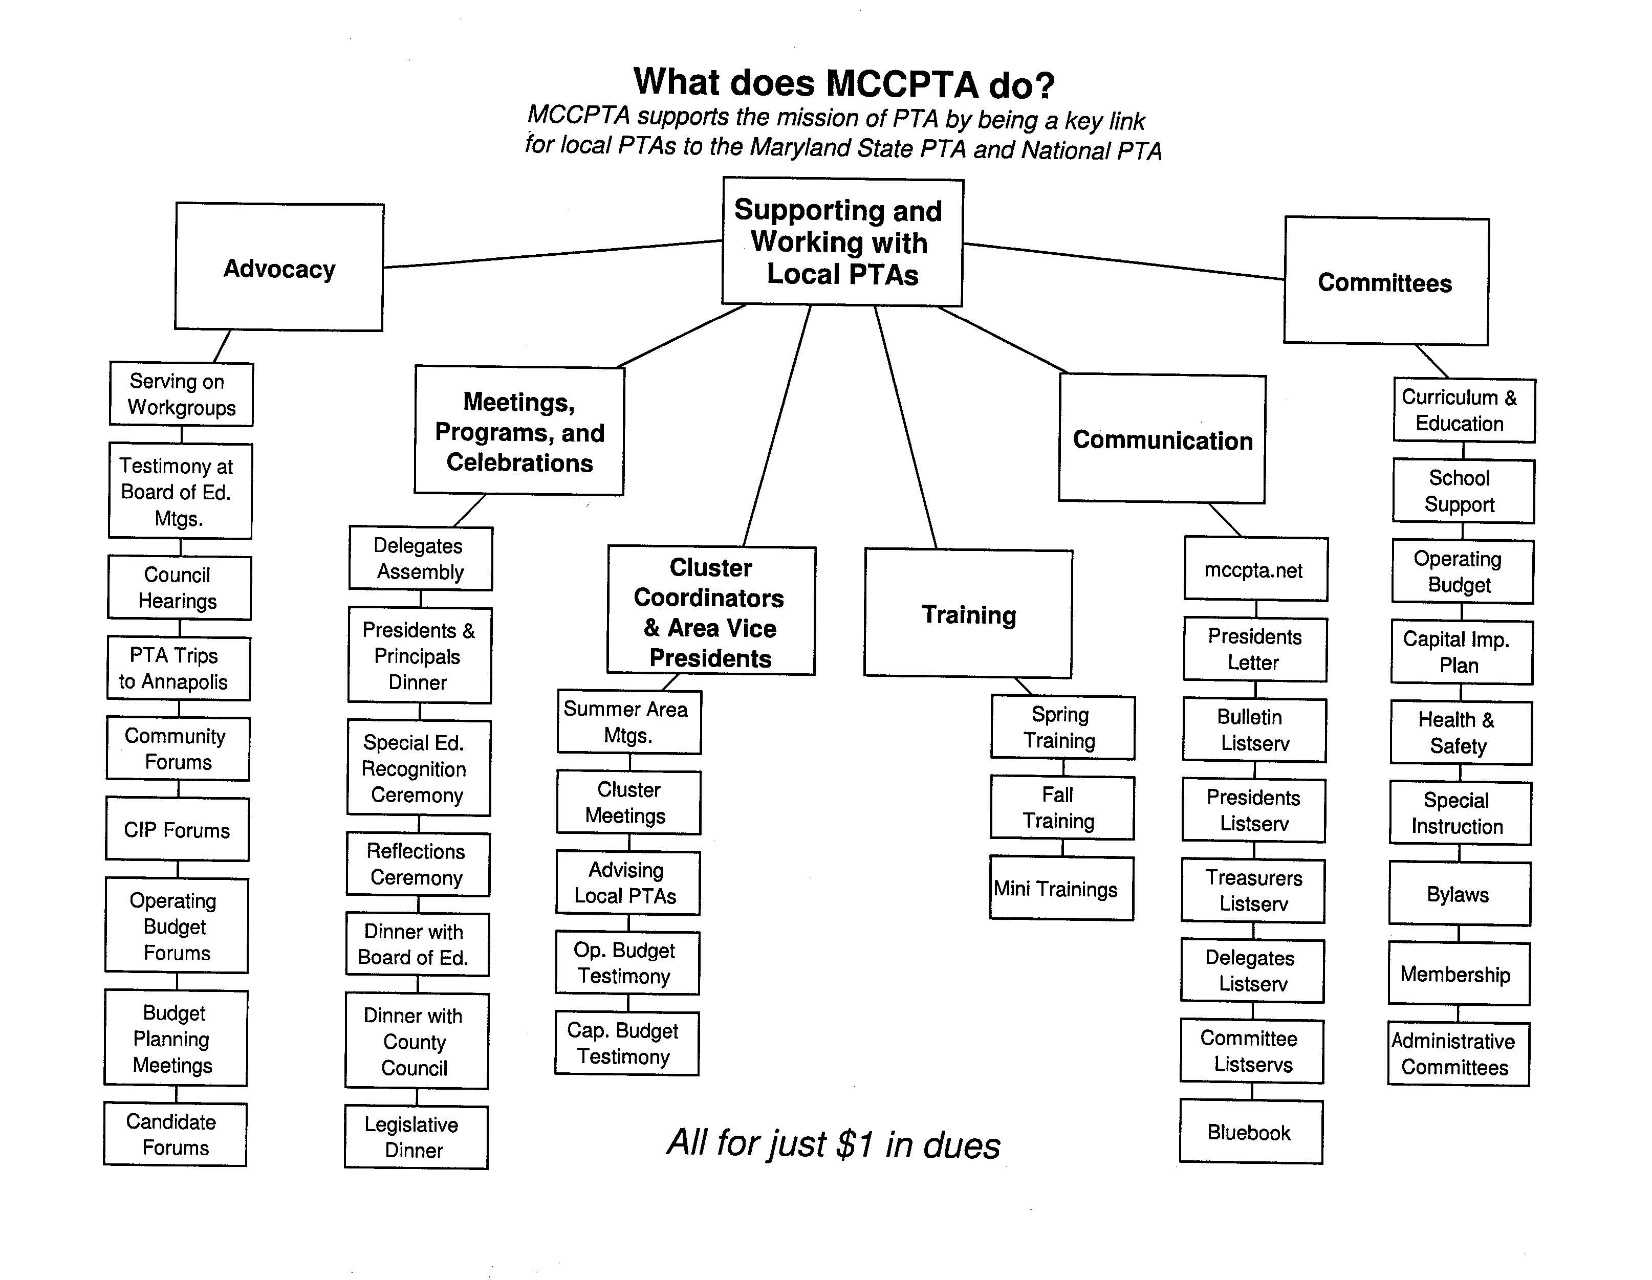 What does MCCPTA do?
MCCPTA supports the mission of PTA by being a key link
for local PTAs to the Maryland State PTA and National PTA
Supporting and
Working with
Local PTAs
Advocacy
Serving on
Workgroups
Testimony at
Board of Ed.
Mtgs.
Council
Hearings
PTA Trips
to Annapolis
Community
Forums
CIP Forums
Operating
Budget
Forums
Budget
Planning
Meetings
Candidate
Forums
Meetings,
Programs, and
Celebrations
Delegates
Assembly
Presidents &
Principals
Dinner
Special Ed.
Recognition
Ceremony
Reflections
Ceremony
Dinner with
Board of Ed.
Dinner with
County
Council
Legislative
Dinner
Cluster
Coordinators
& Area Vice
Presidents
Summer Area
Mtgs.
Cluster
Meetings
Advising
Local PTAs
Op. Budget
Testimony
Cap. Budget
Testimony
Training
Spring
Training
Fall
Training
Mini Trainings
Communication
mccpta.net
Presidents
Letter
Bulletin
Listserv
Presidents
Listserv
Treasurers
Listserv
Delegates
Listserv
Committee
Listservs
Bluebook
Committees
Curriculum &
Education
School
Support
Operating
Budget
Capital Imp.
Plan
Health &
Safety
Special
Instruction
Bylaws
Membership
Administrative
Committees
All for just $1 in dues